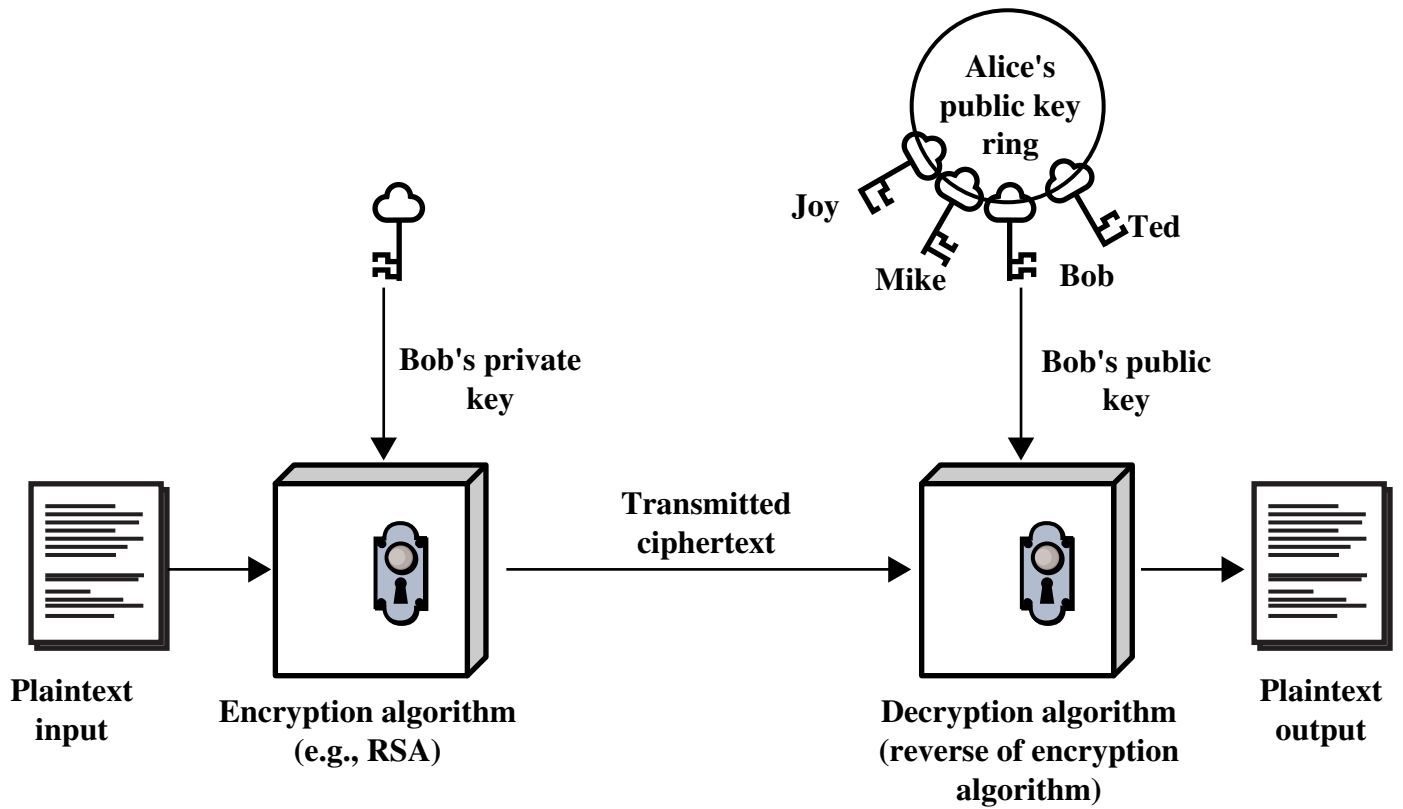 Alice's
public key
ring
Joy
Mike
Bob
Ted
Bob's private
key
Bob's public
key
Transmitted
ciphertext
Plaintext
input
Encryption algorithm
(e.g., RSA)
Decryption algorithm
(reverse of encryption
algorithm)
Plaintext
output